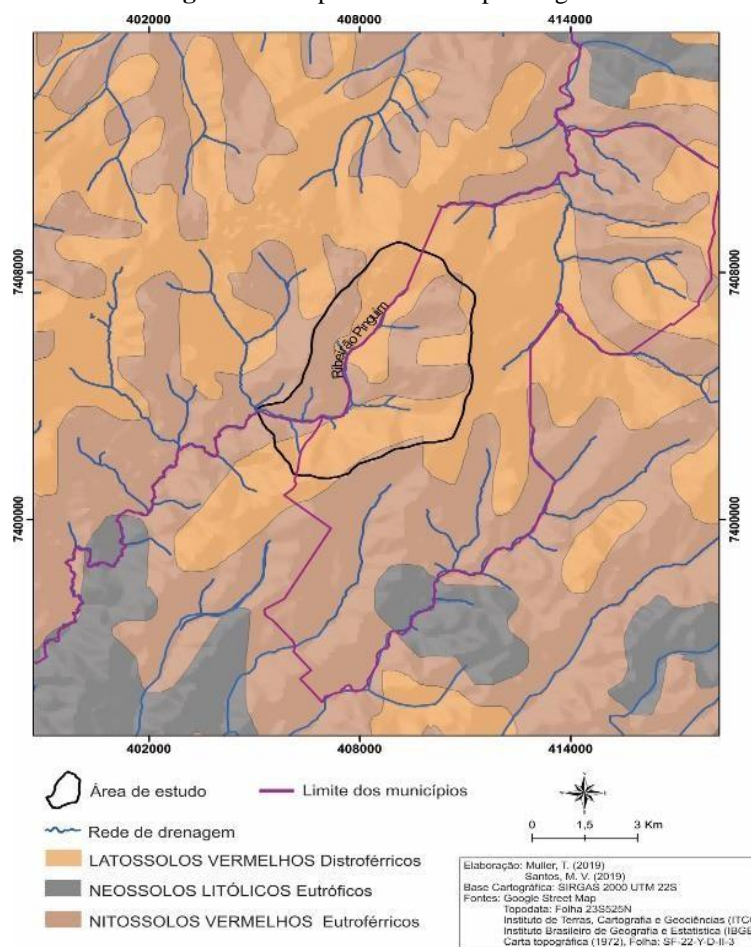 402000 408000 414000
7408000 7408000
Ribeirão Pinguim
7400000 7400000
402000 408000 414000
Área de estudo
Limite dos municípios
Rede de drenagem
0 1,5 3 Km
LATOSSOLOS VERMELHOS Distroférricos
NEOSSOLOS LITÓLICOS Eutróficos
NITOSSOLOS VERMELHOS Eutroférricos
Elaboração: Muller, T. (2019)
Santos, M. V. (2019)
Base Cartográfica: SIRGAS 2000 UTM 22S
Fontes: Google Street Map
Topodata: Folha 23S525N
Instituto de Terras, Cartografia e Geociências (ITC
Instituto Brasileiro de Geografia e Estatística (IBGE
Carta topográfica (1972), Folha: SF-22-Y-D-II-3